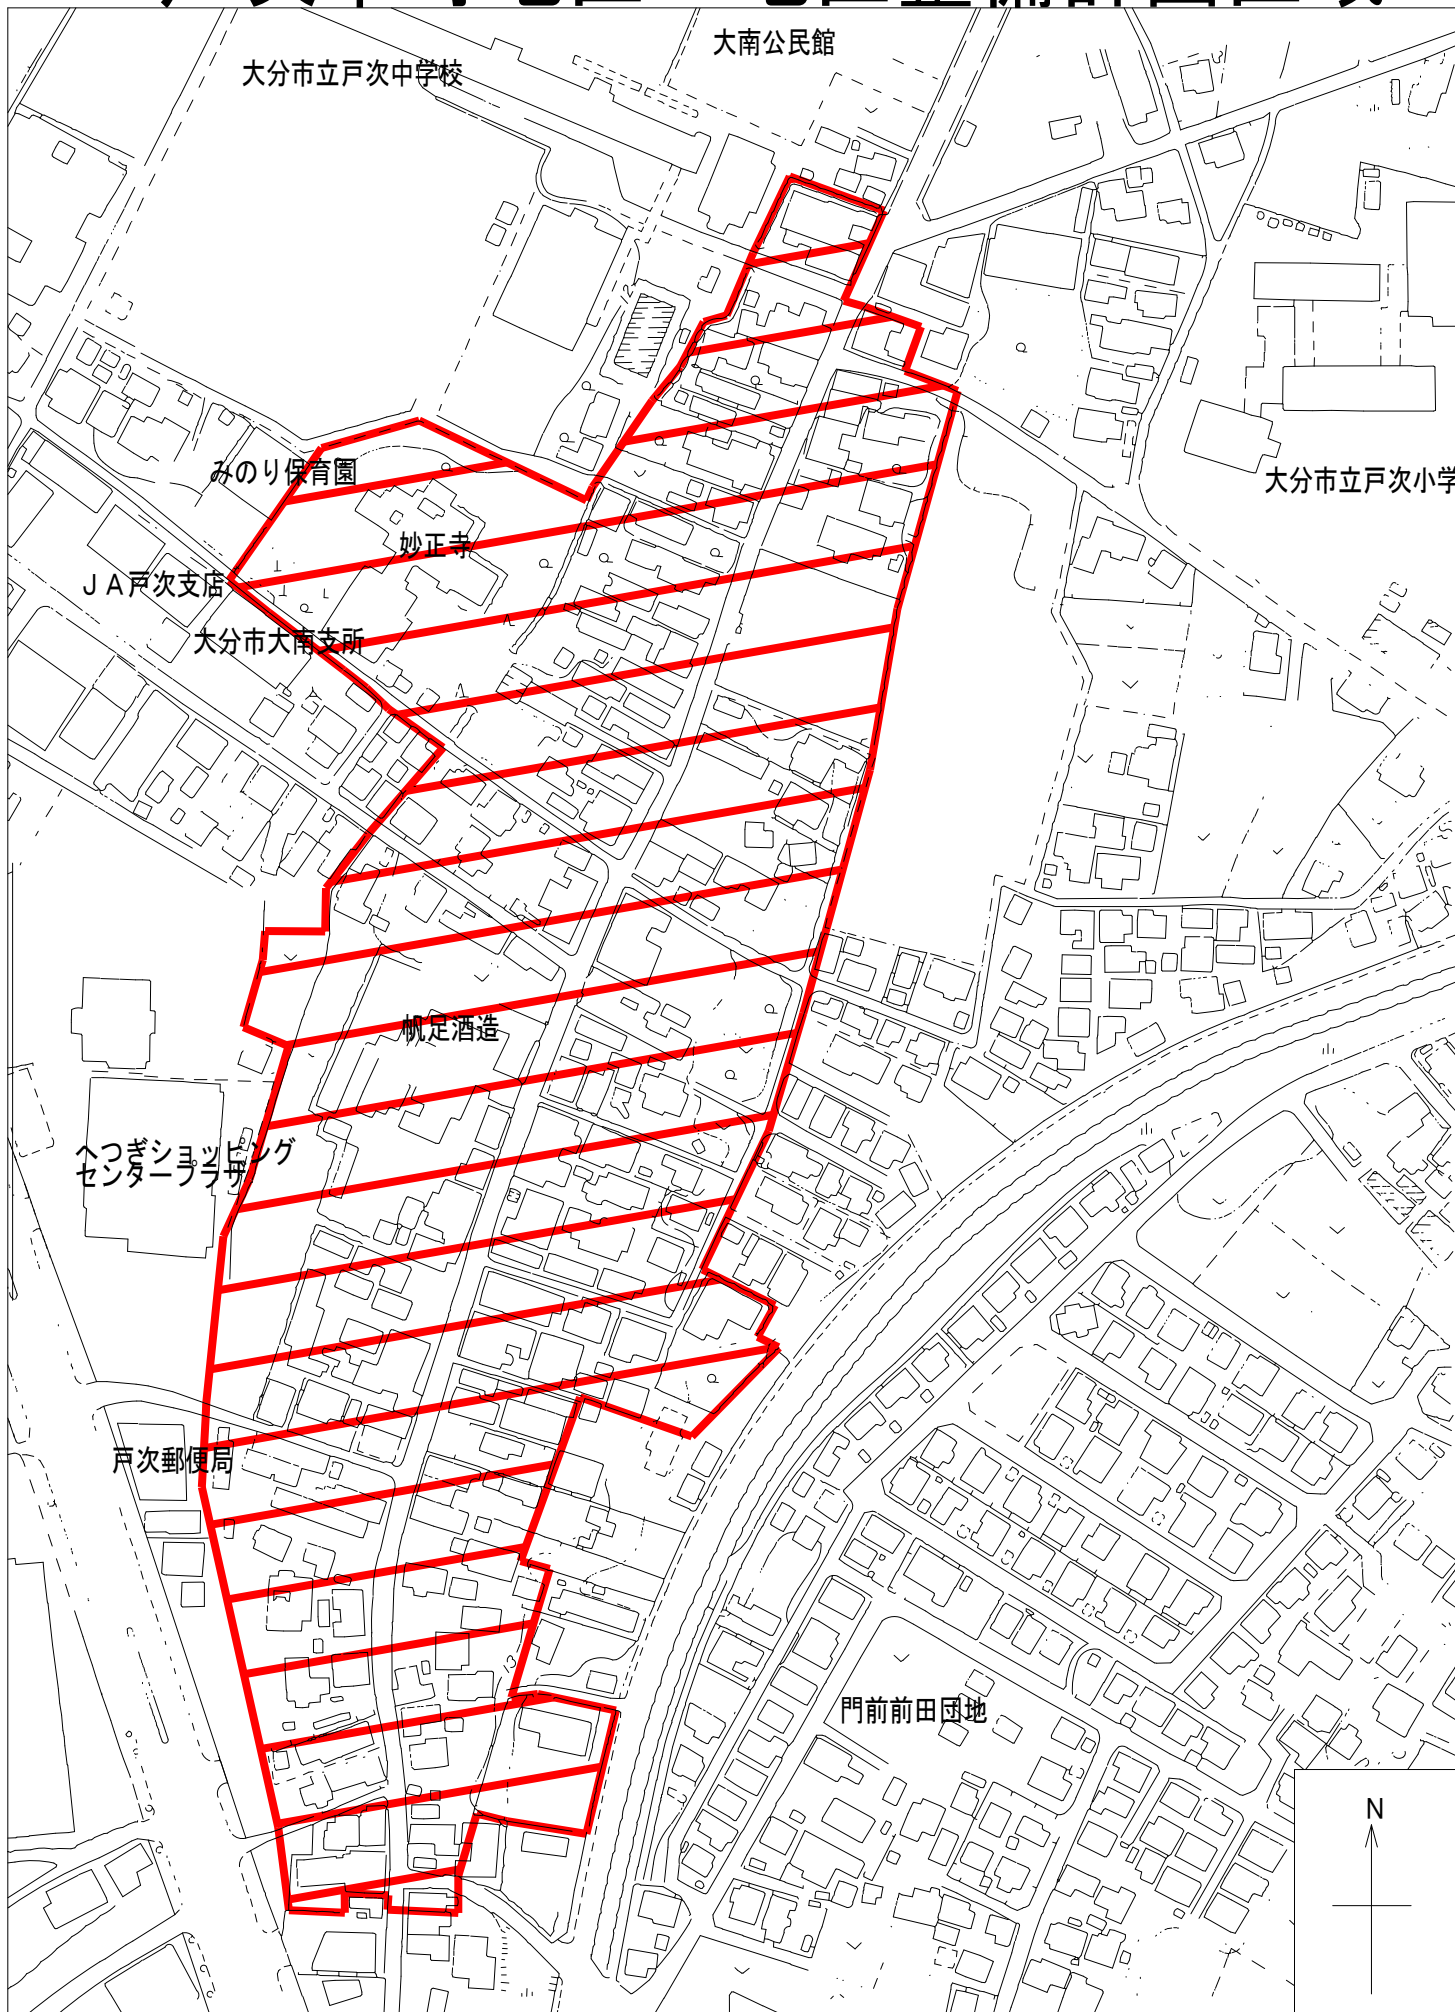 大南公民館
大分市立戸次中学校
みのり保育園
大分市立戸次小学
妙正寺
ＪＡ戸次支店
大分市大南支所
帆足酒造
へつぎショッピング
センタープラザ
戸次郵便局
門前前田団地
N